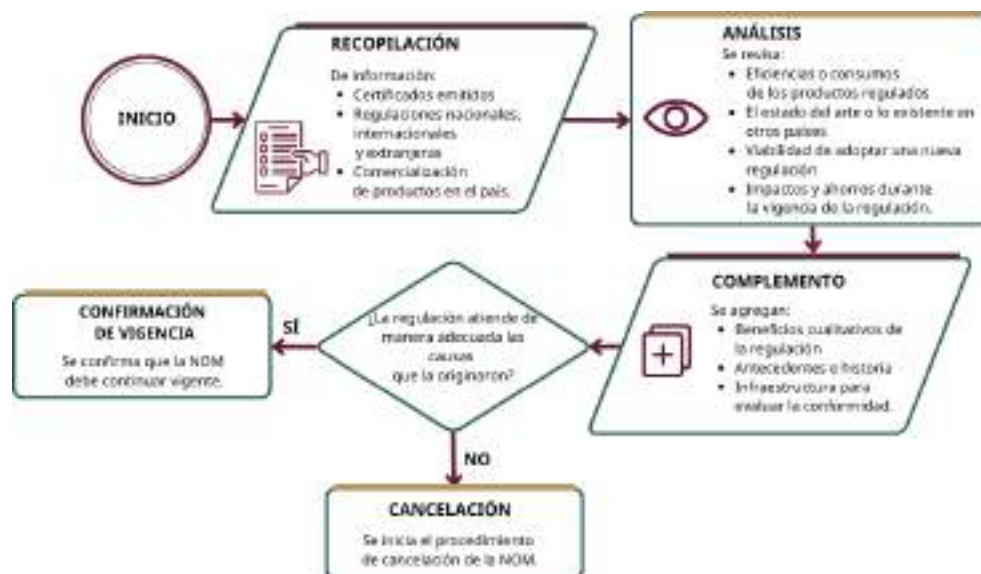 INICIO
RECOPILACIÓN
De información:
• Certificados emitidos
• Regulaciones nacionales,
internacionales
y extranjeras
• Comercialización
de productos en el país.
ANÁLISIS
Se revisa:
• Eficiencias o consumos
de los productos regulados
• El estado del arte o lo existente en
otros países
• Viabilidad de adoptar una nueva
regulación
• Impactos y ahorros durante
la vigencia de la regulación.
COMPLEMENTO
Se agregan:
• Beneficios cualitativos de
la regulación
• Antecedentes o historia
• Infraestructura para
evaluar la conformidad.
¿La regulación atiende de
manera adecuada las
causas
que la originaron?
SÍ
CONFIRMACIÓN
DE VIGENCIA
Se confirma que la NOM
debe continuar vigente.
NO
CANCELACIÓN
Se inicia el procedimiento
de cancelación de la NOM.